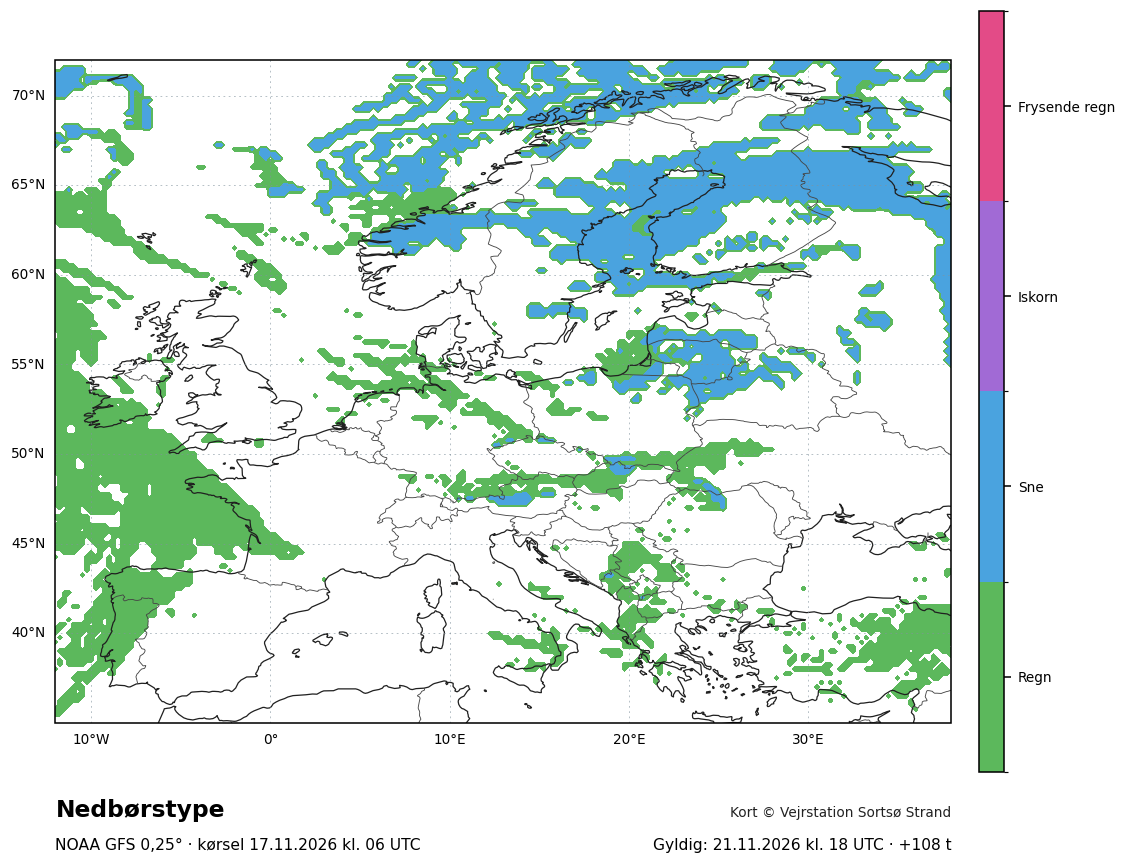 70°N
65°N
60°N
55°N
50°N
45°N
40°N
10°W
0°
10°E
20°E
30°E
Frysende regn
Iskorn
Sne
Regn
Nedbørstype
Kort © Vejrstation Sortsø Strand
NOAA GFS 0,25° · kørsel 17.11.2026 kl. 06 UTC
Gyldig: 21.11.2026 kl. 18 UTC · +108 t